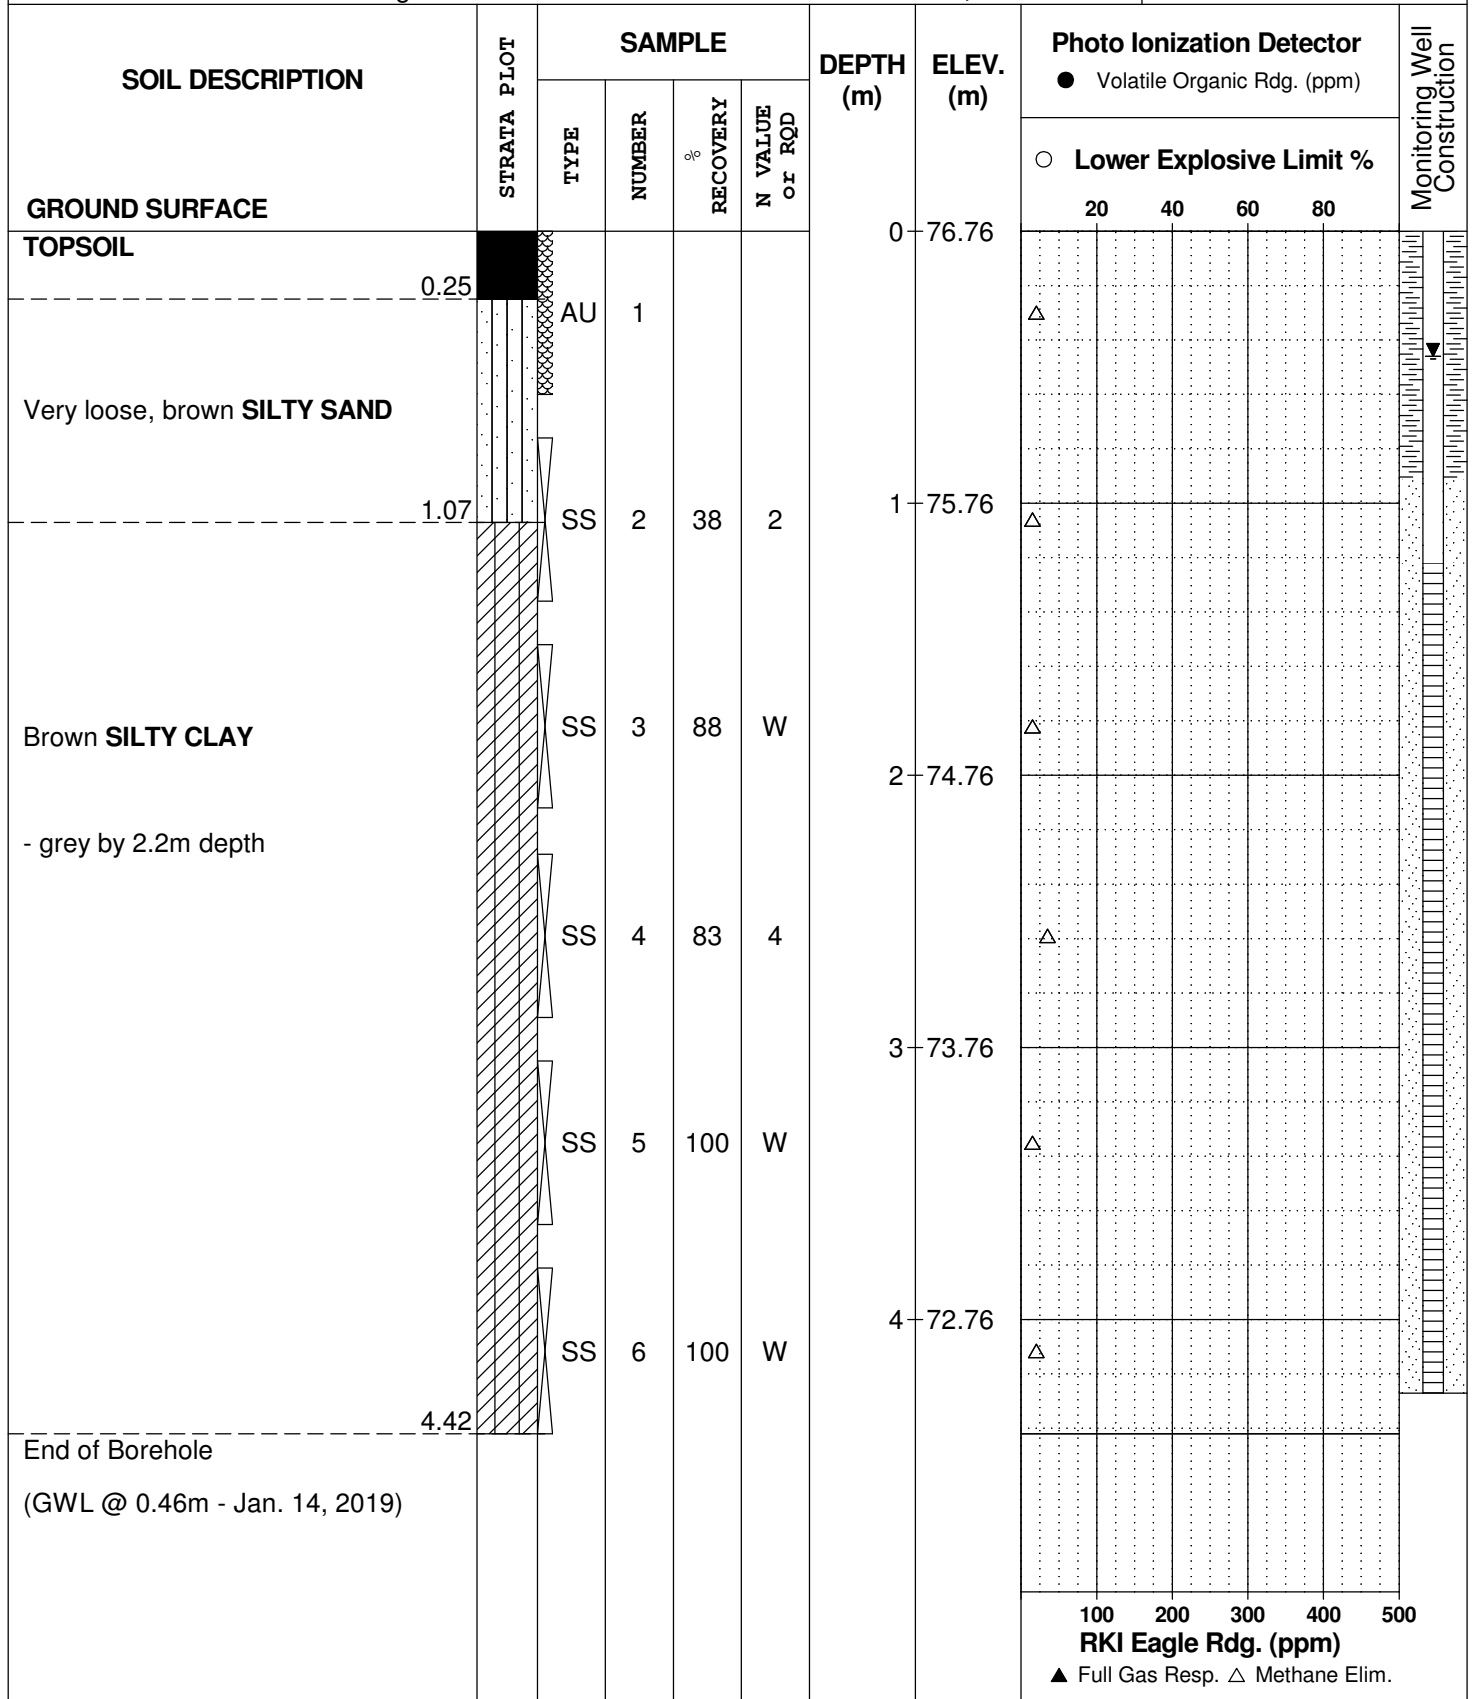 SOIL DESCRIPTION
GROUND SURFACE
STRATA PLOT
SAMPLE
TYPE
NUMBER
%
RECOVERY
N VALUE
or RQD
DEPTH
(m)
ELEV.
(m)
Photo Ionization Detector
● Volatile Organic Rdg. (ppm)
○ Lower Explosive Limit %
20 40 60 80
Monitoring Well
Construction
0 76.76
TOPSOIL
0.25
AU 1
Very loose, brown SILTY SAND
1 75.76
1.07
SS 2 38 2
Brown SILTY CLAY
SS 3 88 W
2 74.76
- grey by 2.2m depth
SS 4 83 4
3 73.76
SS 5 100 W
4 72.76
SS 6 100 W
4.42
End of Borehole
(GWL @ 0.46m - Jan. 14, 2019)
100 200 300 400 500
RKI Eagle Rdg. (ppm)
▲ Full Gas Resp. △ Methane Elim.